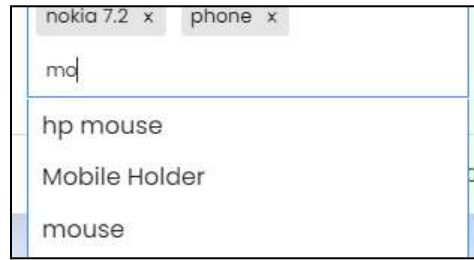 nokia 7.2 x phone x
mo
hp mouse
Mobile Holder
mouse